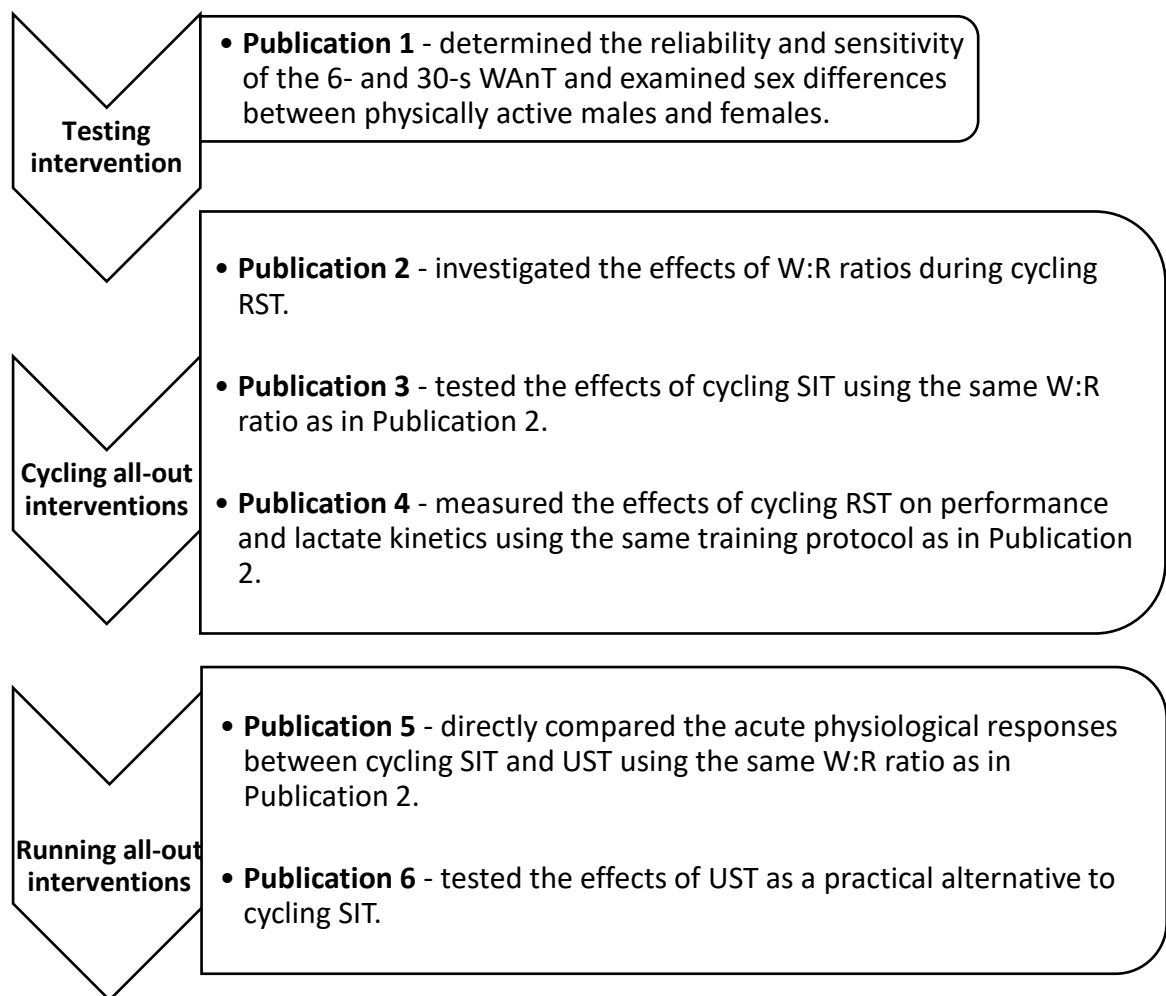 • Publication 1 - determined the reliability and sensitivity
of the 6- and 30-s WAnT and examined sex differences
between physically active males and females.
Testing
intervention
• Publication 2 - investigated the effects of W:R ratios during cycling
RST.
• Publication 3 - tested the effects of cycling SIT using the same W:R
ratio as in Publication 2.
Cycling all-out
interventions
• Publication 4 - measured the effects of cycling RST on performance
and lactate kinetics using the same training protocol as in Publication
2.
• Publication 5 - directly compared the acute physiological responses
between cycling SIT and UST using the same W:R ratio as in
Publication 2.
Running all-out
interventions
• Publication 6 - tested the effects of UST as a practical alternative to
cycling SIT.